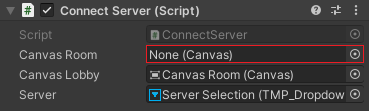 Connect Server (Script)
Script ConnectServer
Canvas Room None (Canvas)
Canvas Lobby Canvas Room (Canvas)
Server Server Selection (TMP_Dropdow